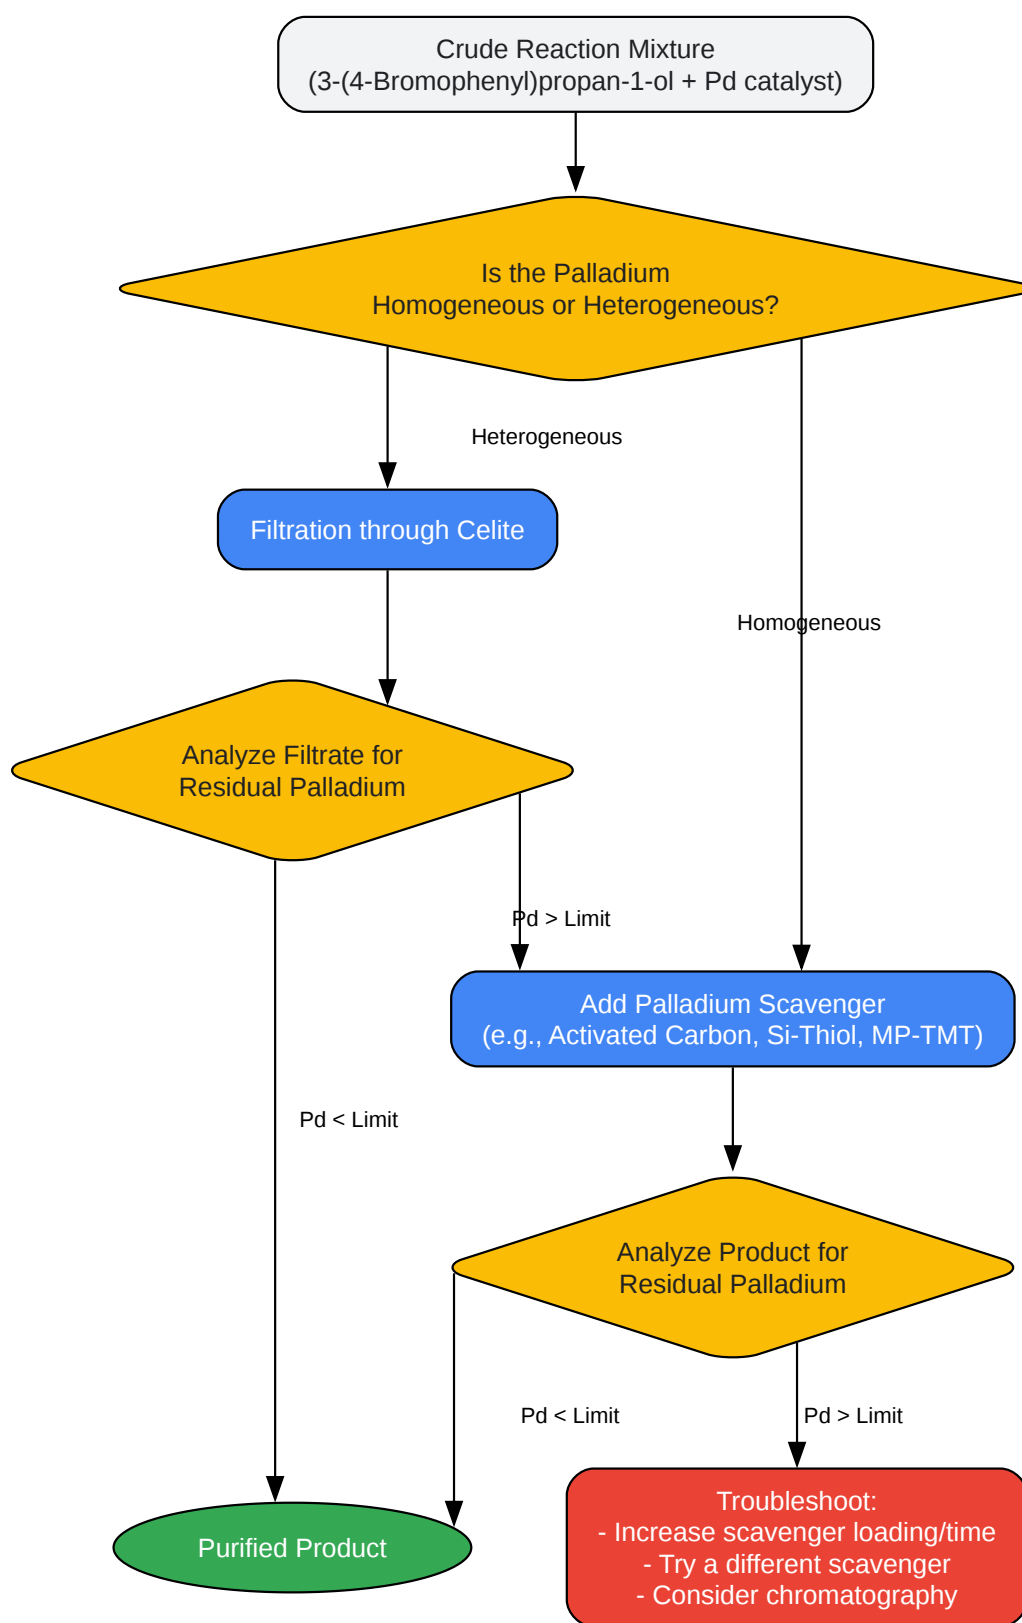 Crude Reaction Mixture
(3-(4-Bromophenyl)propan-1-ol + Pd catalyst)
Is the Palladium
Homogeneous or Heterogeneous?
Heterogeneous
Filtration through Celite
Homogeneous
Analyze Filtrate for
Residual Palladium
Pd > Limit
Add Palladium Scavenger
(e.g., Activated Carbon, Si-Thiol, MP-TMT)
Pd < Limit
Analyze Product for
Residual Palladium
Pd < Limit
Pd > Limit
Purified Product
Troubleshoot:
- Increase scavenger loading/time
- Try a different scavenger
- Consider chromatography